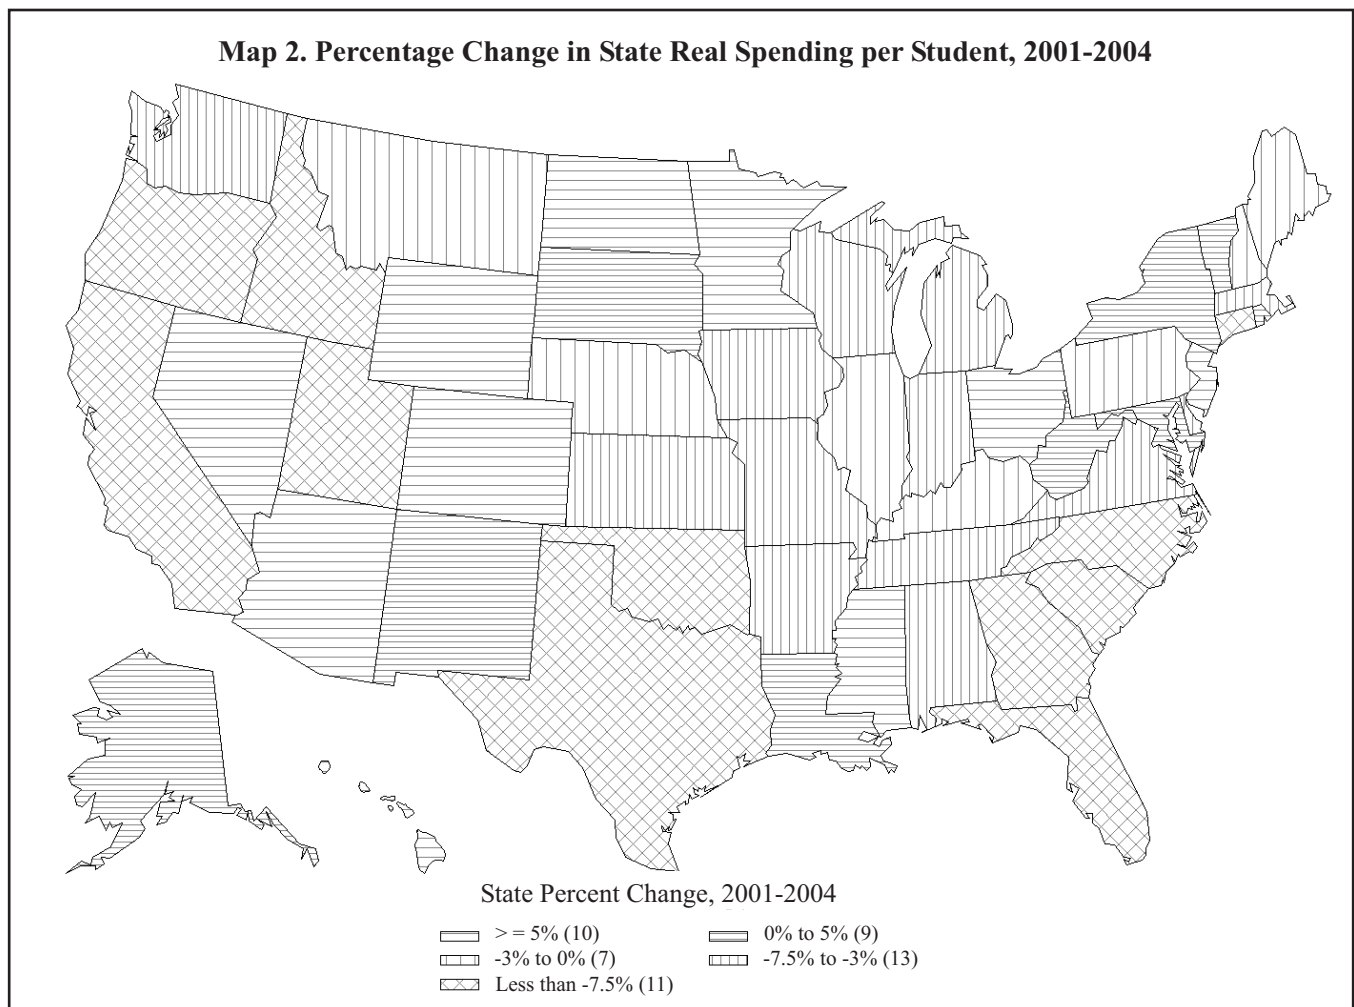 Map 2. Percentage Change in State Real Spending per Student, 2001-2004
State Percent Change, 2001-2004
> = 5% (10)
0% to 5% (9)
-3% to 0% (7)
-7.5% to -3% (13)
Less than -7.5% (11)